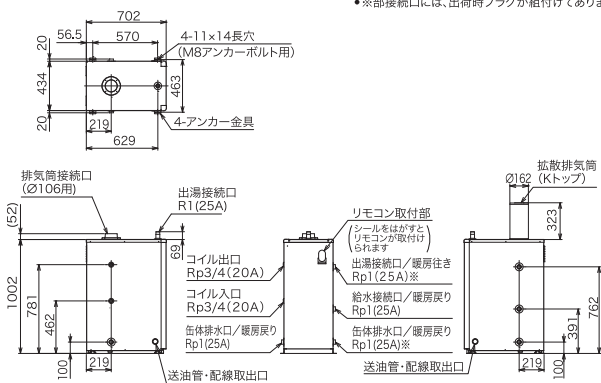 ●※部接続口には、出荷時プラグが組付けてありま
702
56.5
570
4-11×14長穴
(M8アンカーボルト用)
20
434
20
463
219
629
4-アンカー金具
排気筒接続口
(Ø106用)
出湯接続口
R1(25A)
(52)
69
1002
781
462
100
219
送油管・配線取出口
コイル出口
Rp3/4(20A)
コイル入口
Rp3/4(20A)
缶体排水口/暖房戻り
Rp1(25A)
リモコン取付部
(シールをはがすと
リモコンが取付け
られます)
出湯接続口/暖房往き
Rp1(25A)※
給水接続口/暖房戻り
Rp1(25A)
缶体排水口/暖房戻り
Rp1(25A)※
送油管・配線取出口
拡散排気筒
(Kトップ)
Ø162
323
762
391
100
219